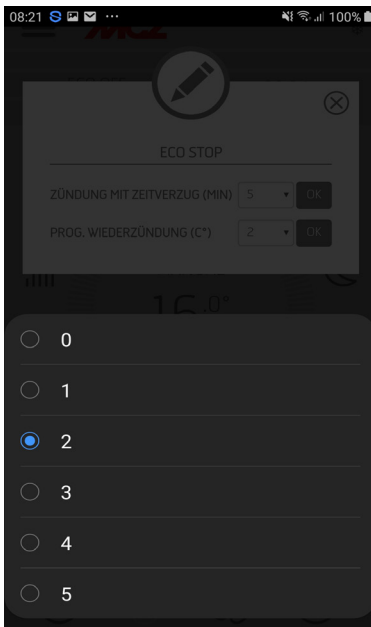 08:21 S ... 100%
MCZ
ECO STOP
ZÜNDUNG MIT ZEITVERZUG (MIN) 5 OK
PROG. WIEDERZÜNDUNG (C°) 2 OK
16.0°
0
1
2
3
4
5